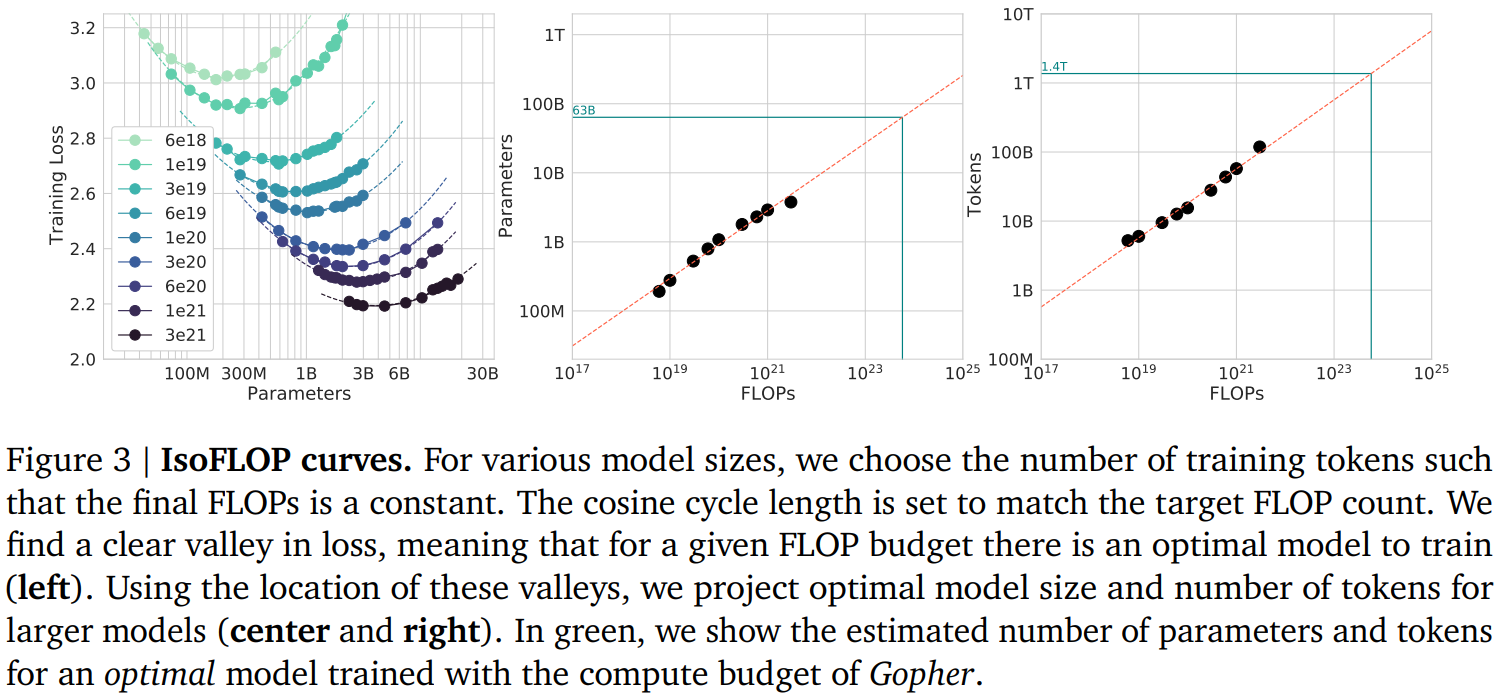 3.2
3.0
2.8
2.6
2.4
2.2
2.0
Training Loss
6e18
1e19
3e19
6e19
1e20
3e20
6e20
1e21
3e21
100M 300M 1B 3B 6B 30B
Parameters
1T
100B
10B
1B
100M
Parameters
63B
10^17 10^19 10^21 10^23 10^25
FLOPs
10T
1T
100B
10B
1B
100M
Tokens
1.4T
10^17 10^19 10^21 10^23 10^25
FLOPs
Figure 3 | IsoFLOP curves. For various model sizes, we choose the number of training tokens such
that the final FLOPs is a constant. The cosine cycle length is set to match the target FLOP count. We
find a clear valley in loss, meaning that for a given FLOP budget there is an optimal model to train
(left). Using the location of these valleys, we project optimal model size and number of tokens for
larger models (center and right). In green, we show the estimated number of parameters and tokens
for an optimal model trained with the compute budget of Gopher.